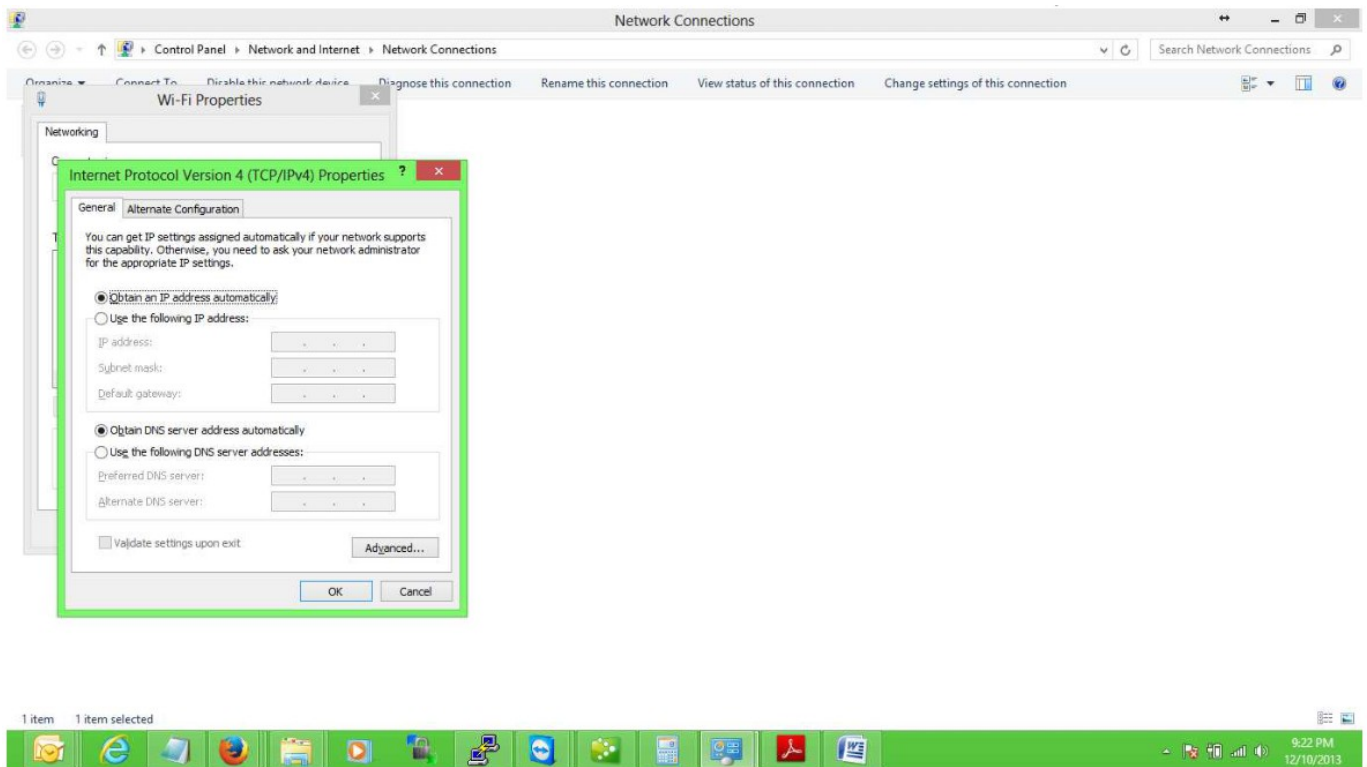 Network Connections
Control Panel Network and Internet Network Connections
Search Network Connections
Organize Connect To Disable this network device Diagnose this connection Rename this connection View status of this connection Change settings of this connection
Wi-Fi Properties
Networking
Internet Protocol Version 4 (TCP/IPv4) Properties
General Alternate Configuration
You can get IP settings assigned automatically if your network supports
this capability. Otherwise, you need to ask your network administrator
for the appropriate IP settings.
Obtain an IP address automatically
Use the following IP address:
IP address:
Subnet mask:
Default gateway:
Obtain DNS server address automatically
Use the following DNS server addresses:
Preferred DNS server:
Alternate DNS server:
Validate settings upon exit
Advanced...
OK Cancel
1 item 1 item selected
9:22 PM
12/10/2013